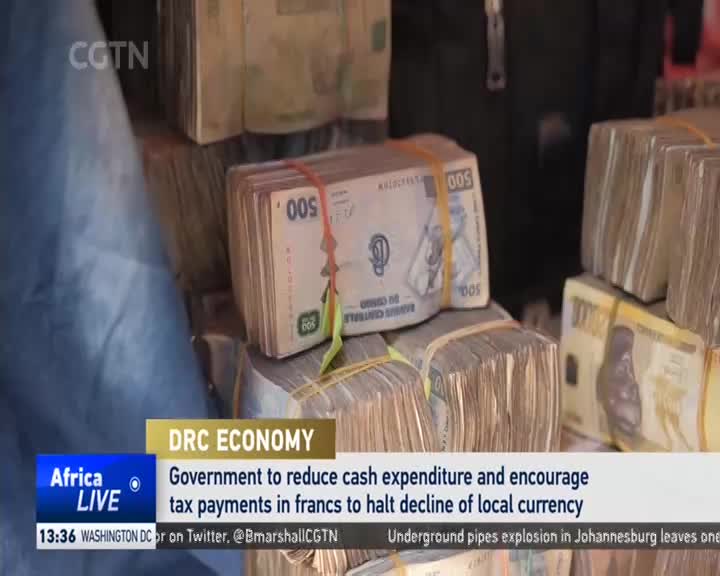 CGTN
500
500
500
BANQUE CENTRALE
DU CONGO
500
DRC ECONOMY
Government to reduce cash expenditure and encourage
tax payments in francs to halt decline of local currency
Africa
LIVE
13:36 WASHINGTON DC
or on Twitter, @BmarshallCGTN Underground pipes explosion in Johannesburg leaves one